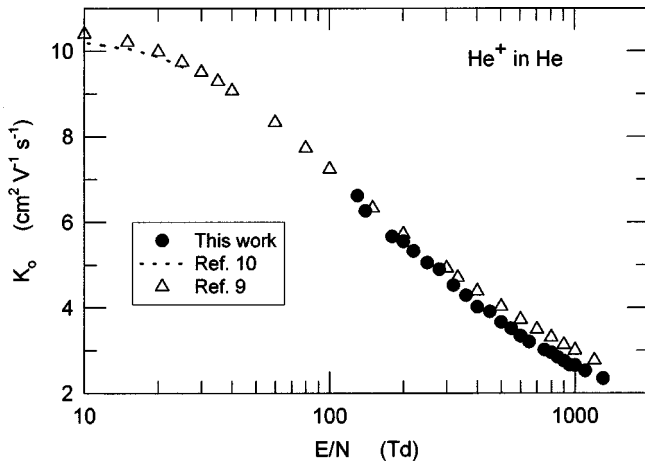 He+ in He
10
8
6
4
2
K₀ (cm² V⁻¹ s⁻¹)
This work
Ref. 10
Ref. 9
10
100
1000
E/N (Td)